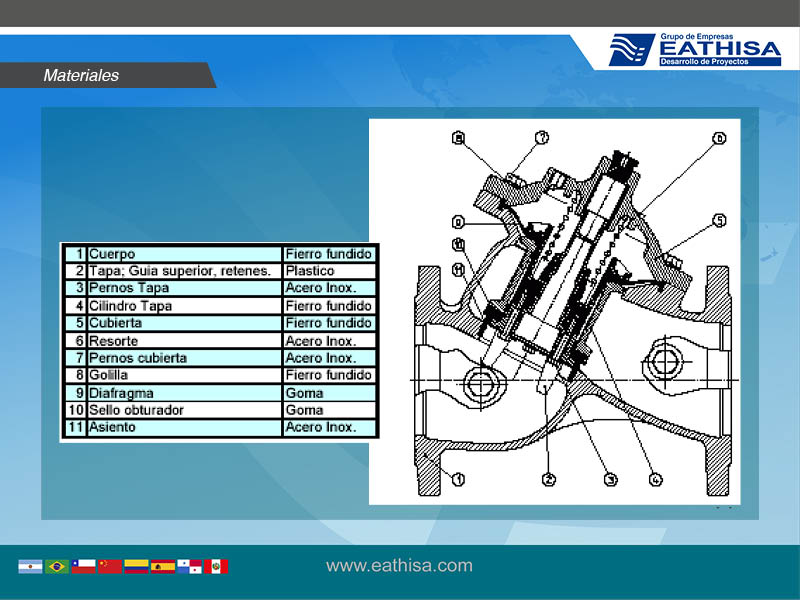 Grupo de Empresas
EATHISA
Desarrollo de Proyectos
Materiales
1 Cuerpo Fierro fundido
2 Tapa; Guia superior, retenes. Plastico
3 Pernos Tapa Acero Inox.
4 Cilindro Tapa Fierro fundido
5 Cubierta Fierro fundido
6 Resorte Acero Inox.
7 Pernos cubierta Acero Inox.
8 Golilla Fierro fundido
9 Diafragma Goma
10 Sello obturador Goma
11 Asiento Acero Inox.
8 7 6
9 5
10
11
1 2 3 4
www.eathisa.com